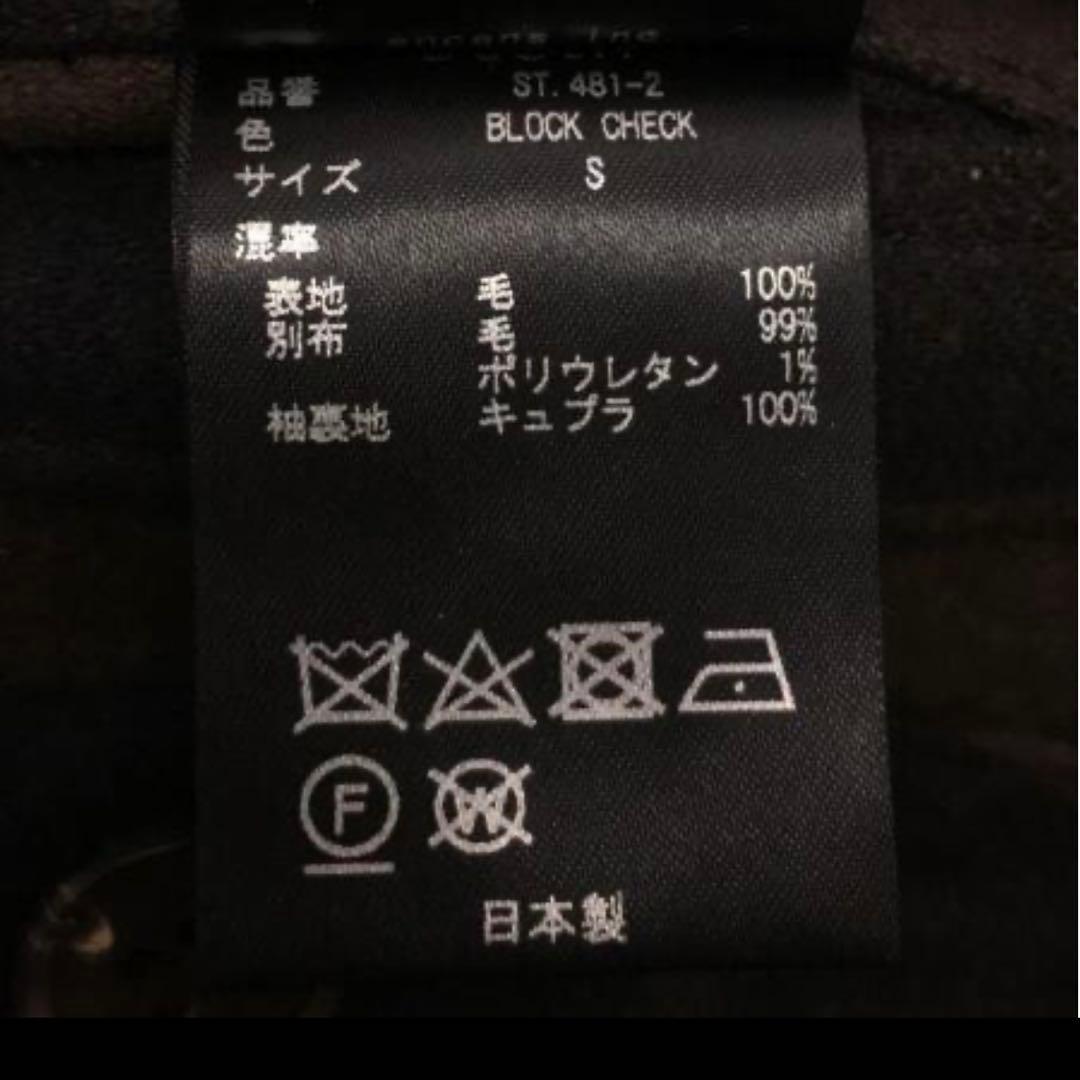 品番 ST.481-2
色 BLOCK CHECK
サイズ S
混率
表地 毛 100%
別布 毛 99%
ポリウレタン 1%
袖裏地 キュプラ 100%
F W
日本製